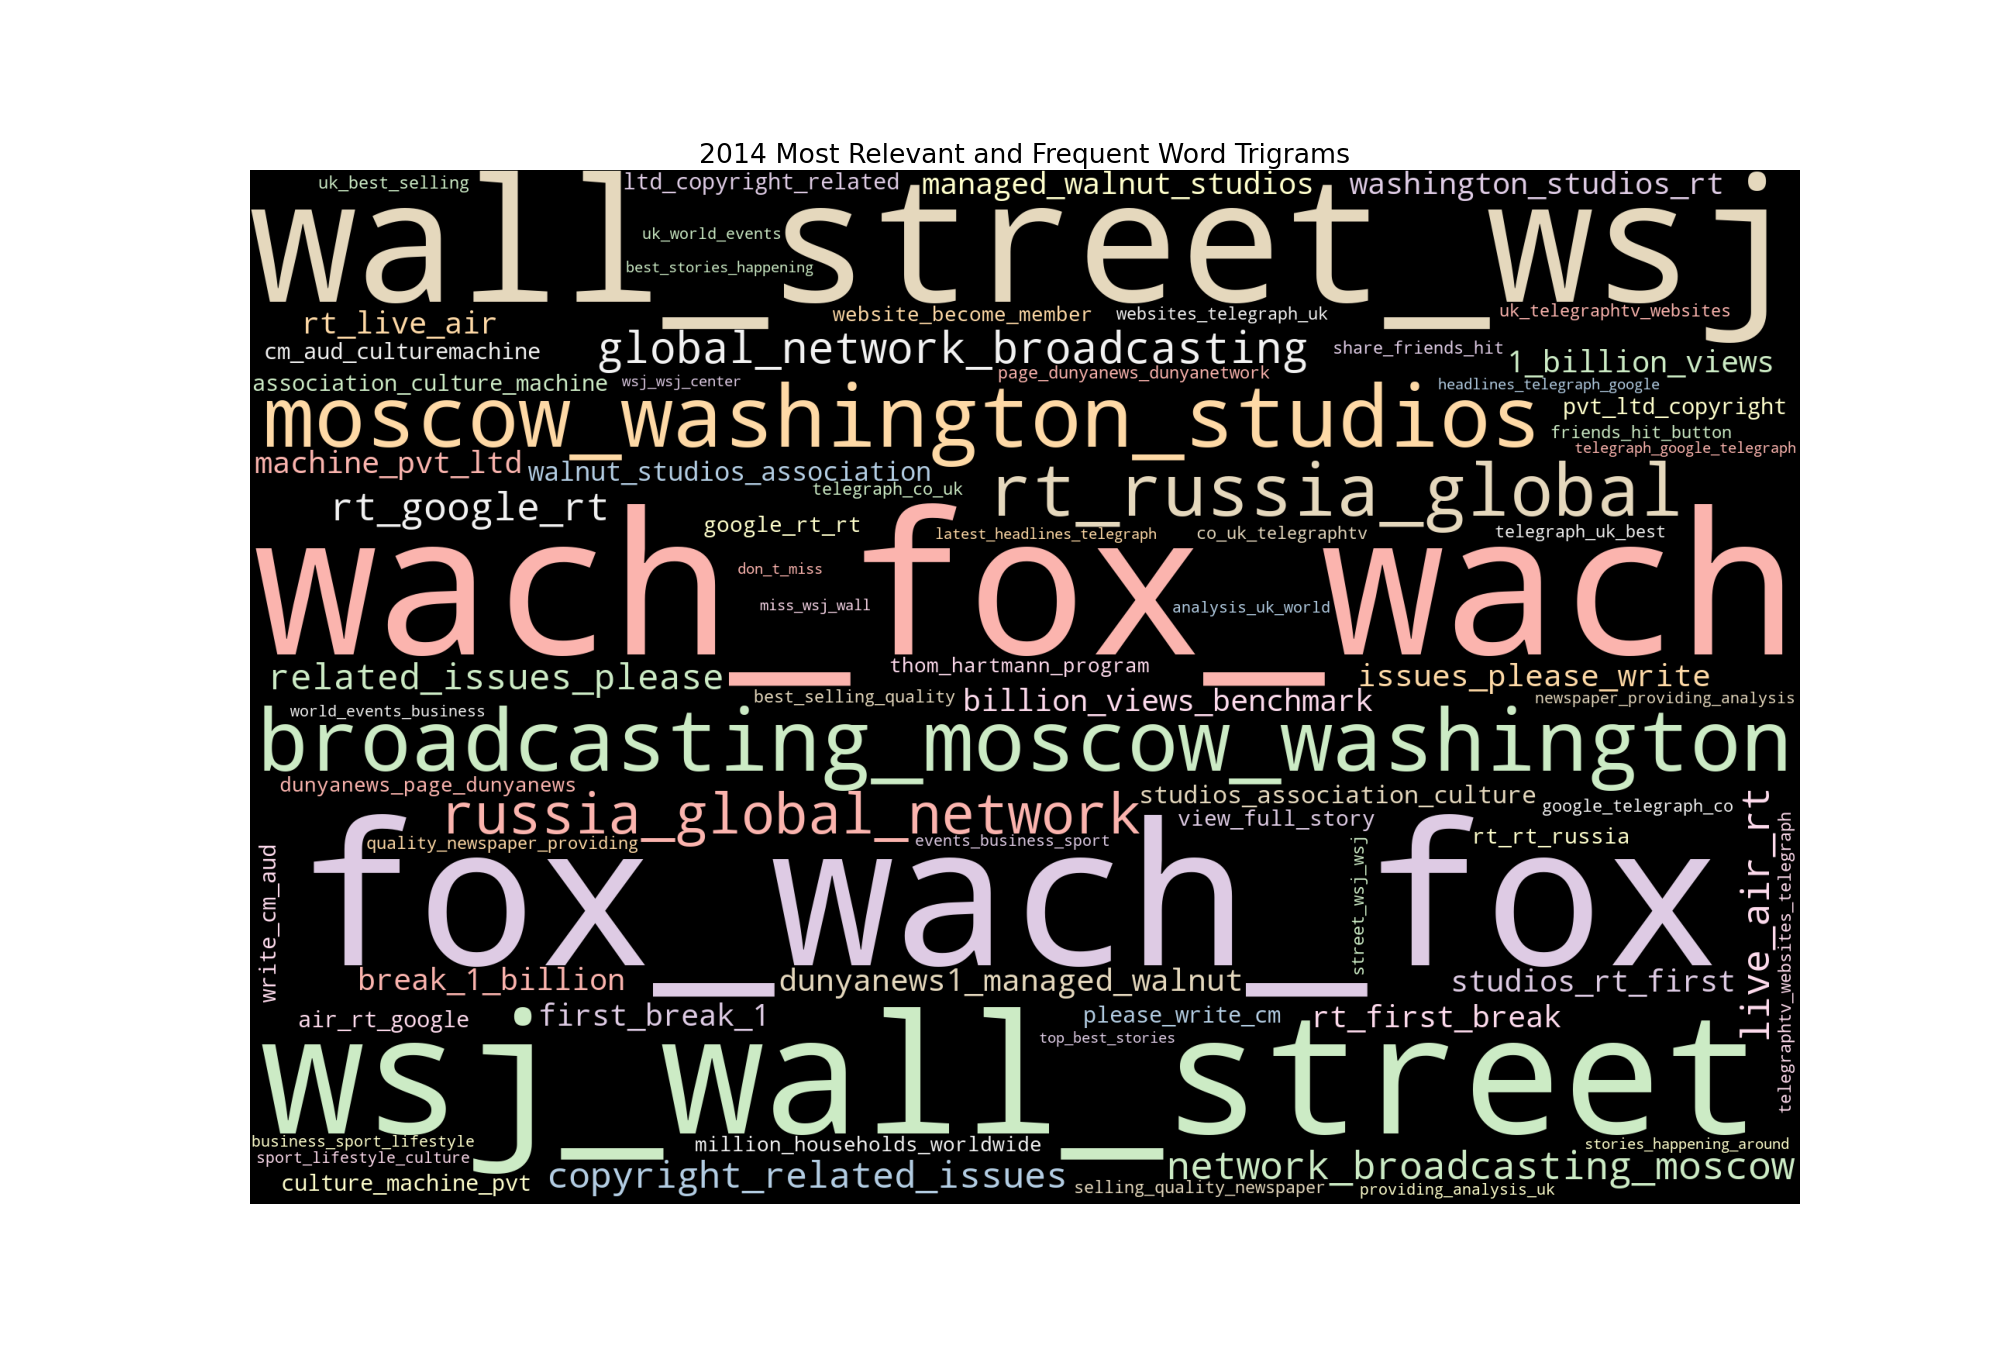 2014 Most Relevant and Frequent Word Trigrams
uk_best_selling
ltd_copyright_related
managed_walnut_studios
washington_studios_rt
wall_street_wsj
uk_world_events
best_stories_happening
rt_live_air
website_become_member
websites_telegraph_uk
uk_telegraphtv_websites
cm_aud_culturemachine
global_network_broadcasting
share_friends_hit
1_billion_views
association_culture_machine
wsj_wsj_center
page_dunyanews_dunyanetwork
headlines_telegraph_google
moscow_washington_studios
pvt_ltd_copyright
friends_hit_button
telegraph_google_telegraph
machine_pvt_ltd
walnut_studios_association
telegraph_co_uk
rt_russia_global
rt_google_rt
google_rt_rt
latest_headlines_telegraph
co_uk_telegraphtv
telegraph_uk_best
wach_fox_wach
don_t_miss
miss_wsj_wall
analysis_uk_world
related_issues_please
thom_hartmann_program
issues_please_write
best_selling_quality
billion_views_benchmark
newspaper_providing_analysis
world_events_business
broadcasting_moscow_washington
dunyanews_page_dunyanews
russia_global_network
studios_association_culture
google_telegraph_co
view_full_story
quality_newspaper_providing
events_business_sport
rt_rt_russia
fox_wach_fox
write_cm_aud
street_wsj_wsj
live_air_rt
telegraphtv_websites_telegraph
break_1_billion
dunyanews1_managed_walnut
studios_rt_first
air_rt_google
first_break_1
please_write_cm
rt_first_break
top_best_stories
wsj_wall_street
business_sport_lifestyle
million_households_worldwide
stories_happening_around
sport_lifestyle_culture
culture_machine_pvt
copyright_related_issues
network_broadcasting_moscow
selling_quality_newspaper
providing_analysis_uk